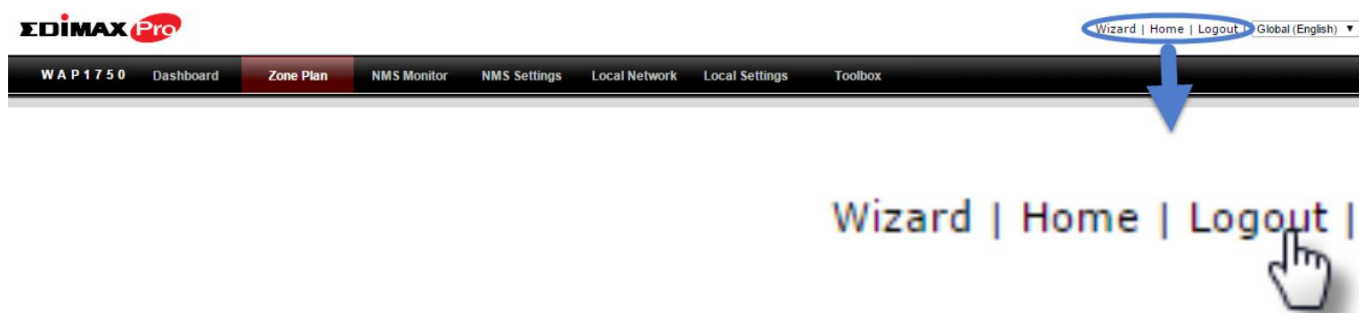 EDIMAX Pro
Wizard | Home | Logout | Global (English)
WAP1750 Dashboard Zone Plan NMS Monitor NMS Settings Local Network Local Settings Toolbox
Wizard | Home | Logout |